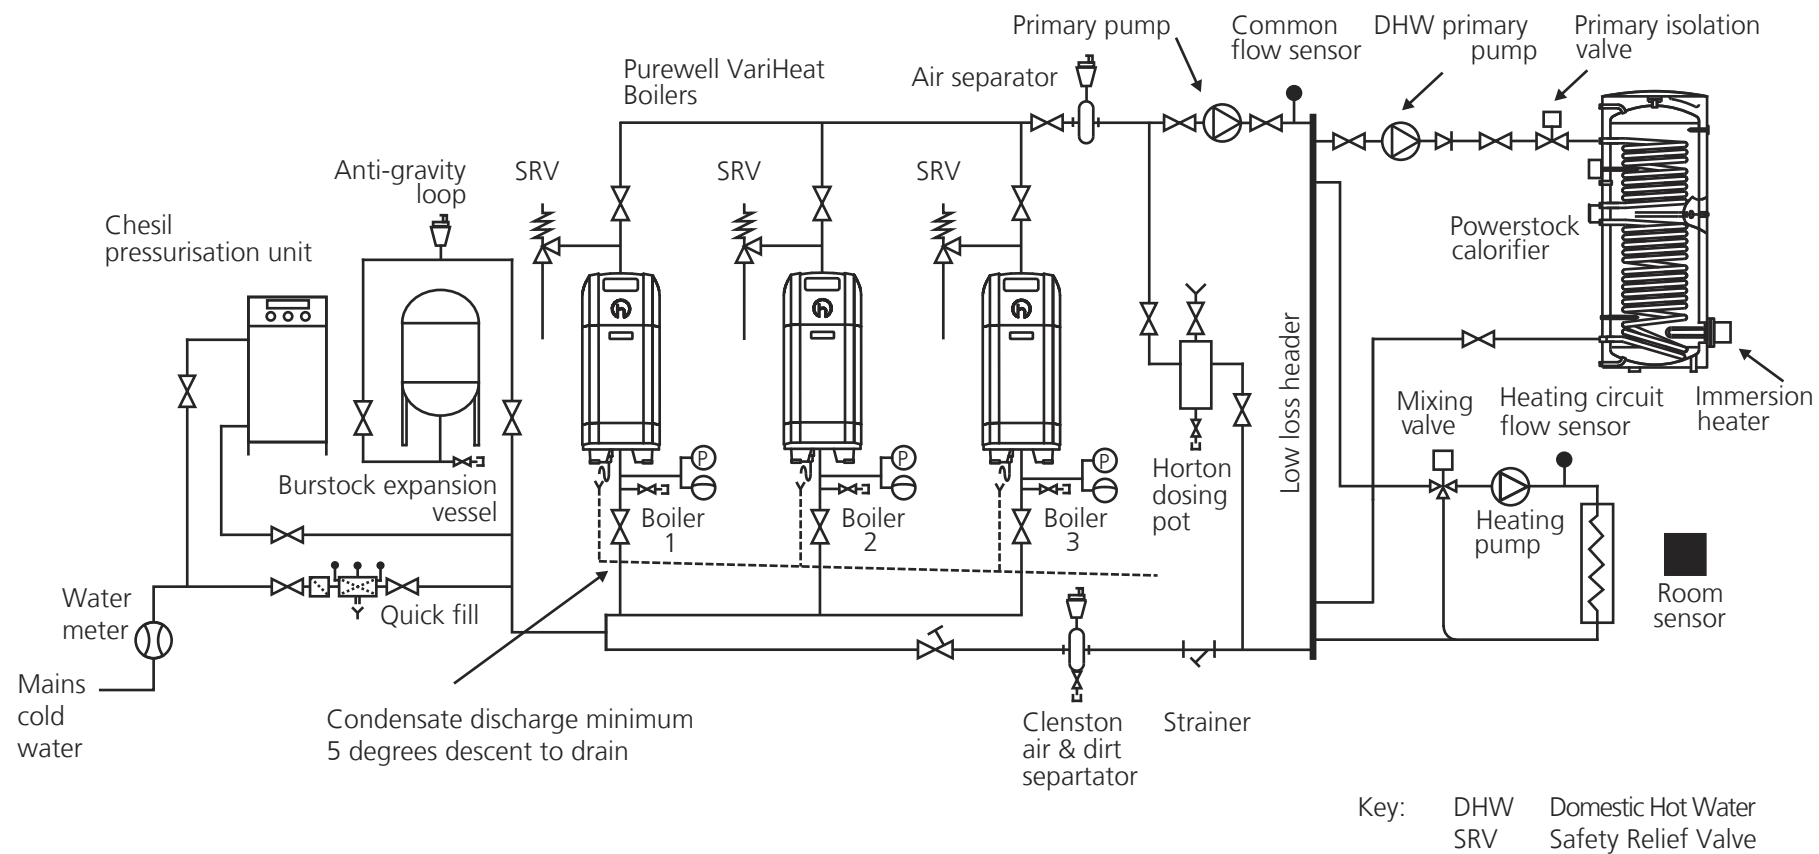 Primary pump
Common
flow sensor
DHW primary
pump
Primary isolation
valve
Purewell VariHeat
Boilers
Air separator
Anti-gravity
loop
SRV
SRV
SRV
Chesil
pressurisation unit
Powerstock
calorifier
Low loss header
Immersion
heater
Mixing
valve
Heating circuit
flow sensor
Burstock expansion
vessel
P
P
P
Boiler
1
Boiler
2
Boiler
3
Horton
dosing
pot
Heating
pump
Room
sensor
Water
meter
Quick fill
Mains
cold
water
Condensate discharge minimum
5 degrees descent to drain
Clenston
air & dirt
separtator
Strainer
Key: DHW Domestic Hot Water
SRV Safety Relief Valve